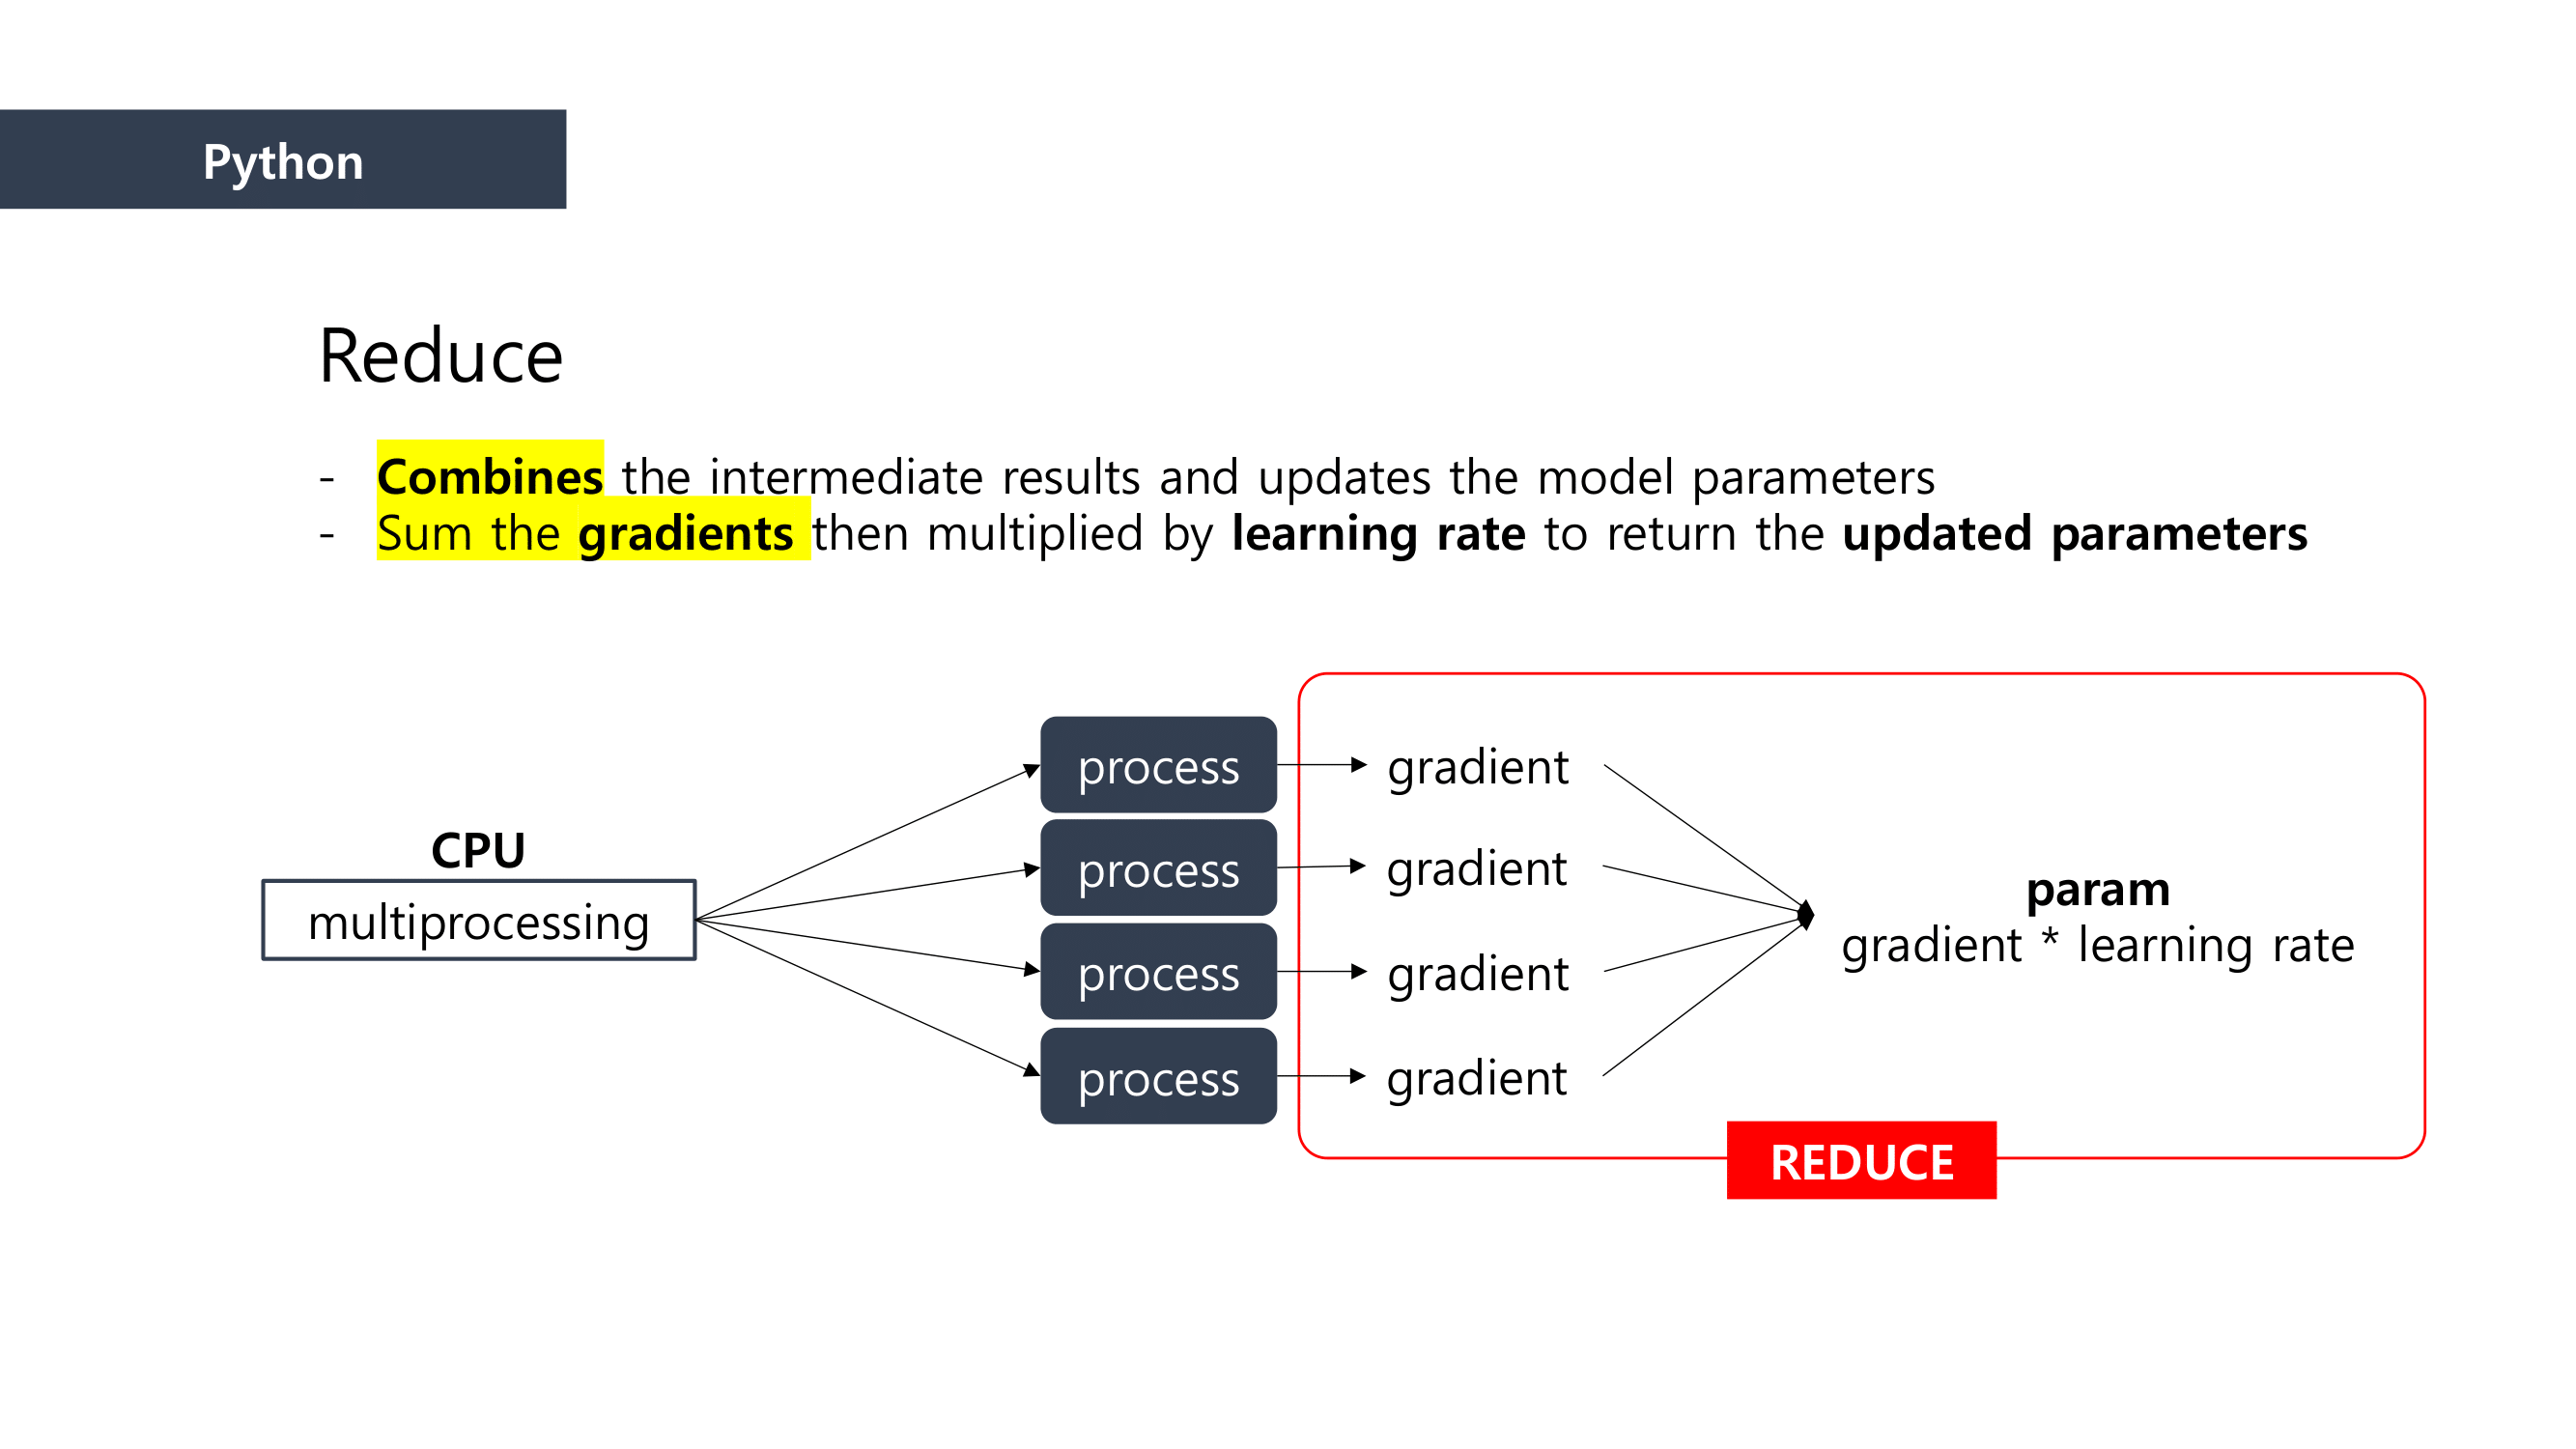 Python
Reduce
- Combines the intermediate results and updates the model parameters
- Sum the gradients then multiplied by learning rate to return the updated parameters
CPU
multiprocessing
process
process
process
process
gradient
gradient
gradient
gradient
param
gradient * learning rate
REDUCE